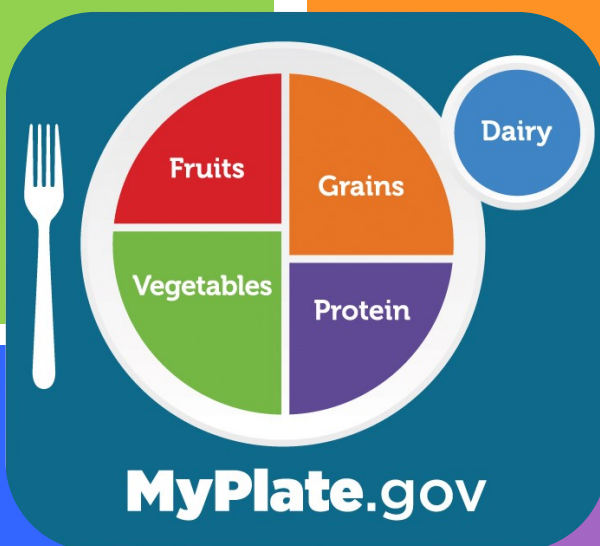 Fruits
Grains
Dairy
Vegetables
Protein
MyPlate.gov